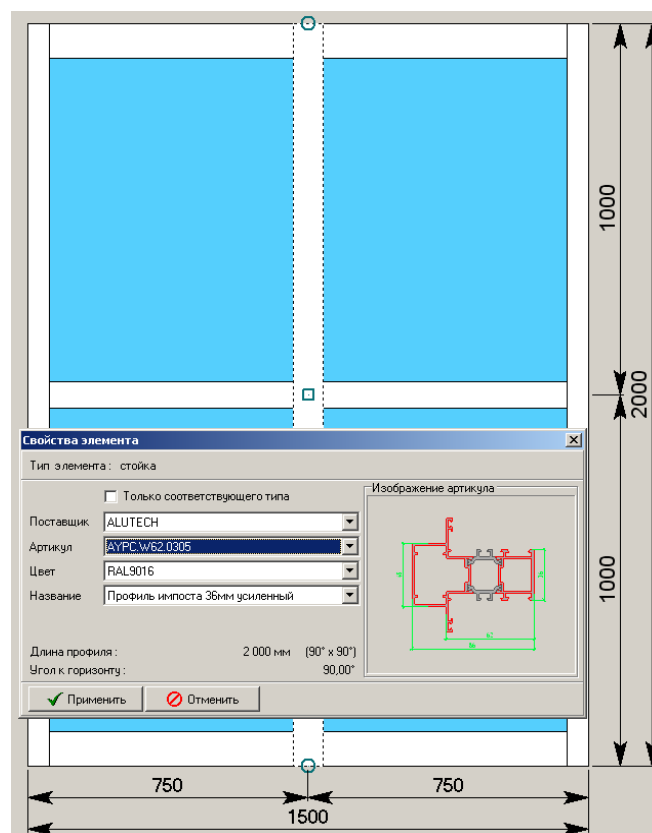 1000
2000
Свойства элемента
Тип элемента: стойка
Только соответствующего типа
Изображение артикула
Поставщик ALUTECH
Артикул AYPC.W62.0305
Цвет RAL9016
Название Профиль импоста 36мм усиленный
Длина профиля: 2 000 мм (90° x 90°)
Угол к горизонту: 90,00°
62
Применить Отменить
1000
750 750
1500